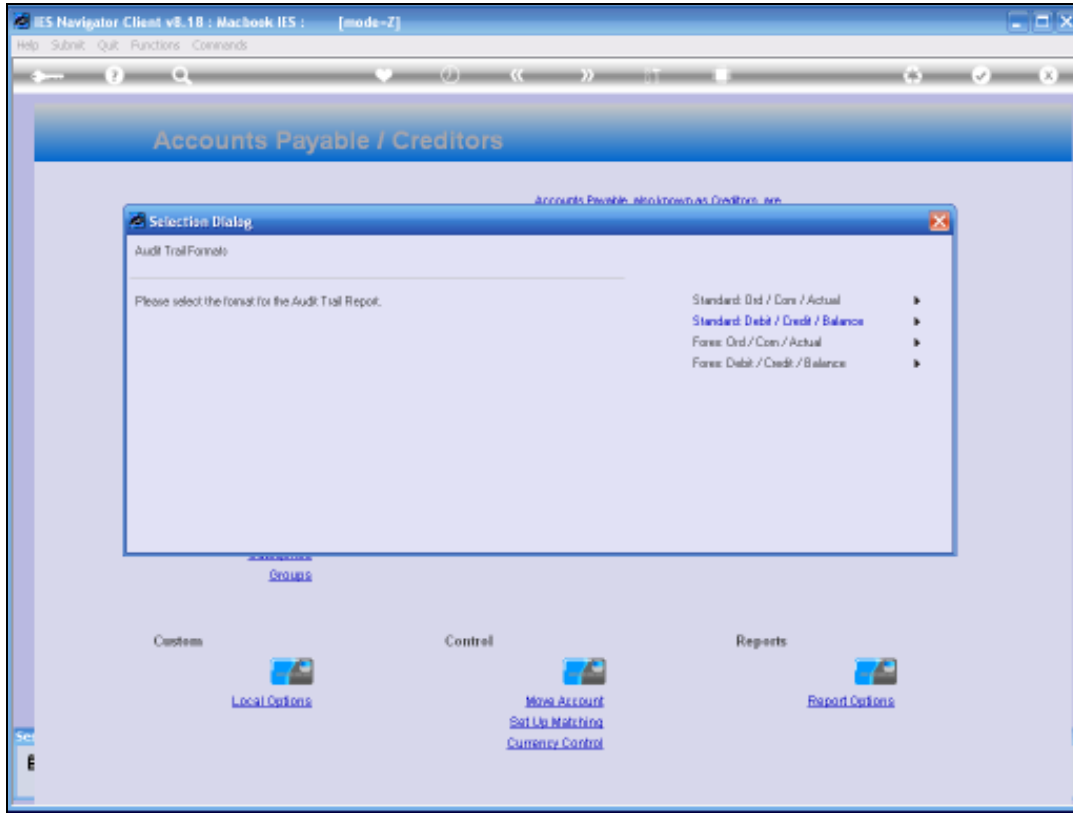 IES Navigator Client v8.18 : Macbook IES : [mode=Z]
Help Submit Quit Functions Commands
Accounts Payable / Creditors
Accounts Payable, also known as Creditors, are
Selection Dialog
Audit Trail Formats
Please select the format for the Audit Trail Report.
Standard: Ord / Com / Actual
Standard: Debit / Credit / Balance
Forex: Ord / Com / Actual
Forex: Debit / Credit / Balance
Groups
Custom Control Reports
Local Options Move Account Report Options
Set Up Matching
Currency Control